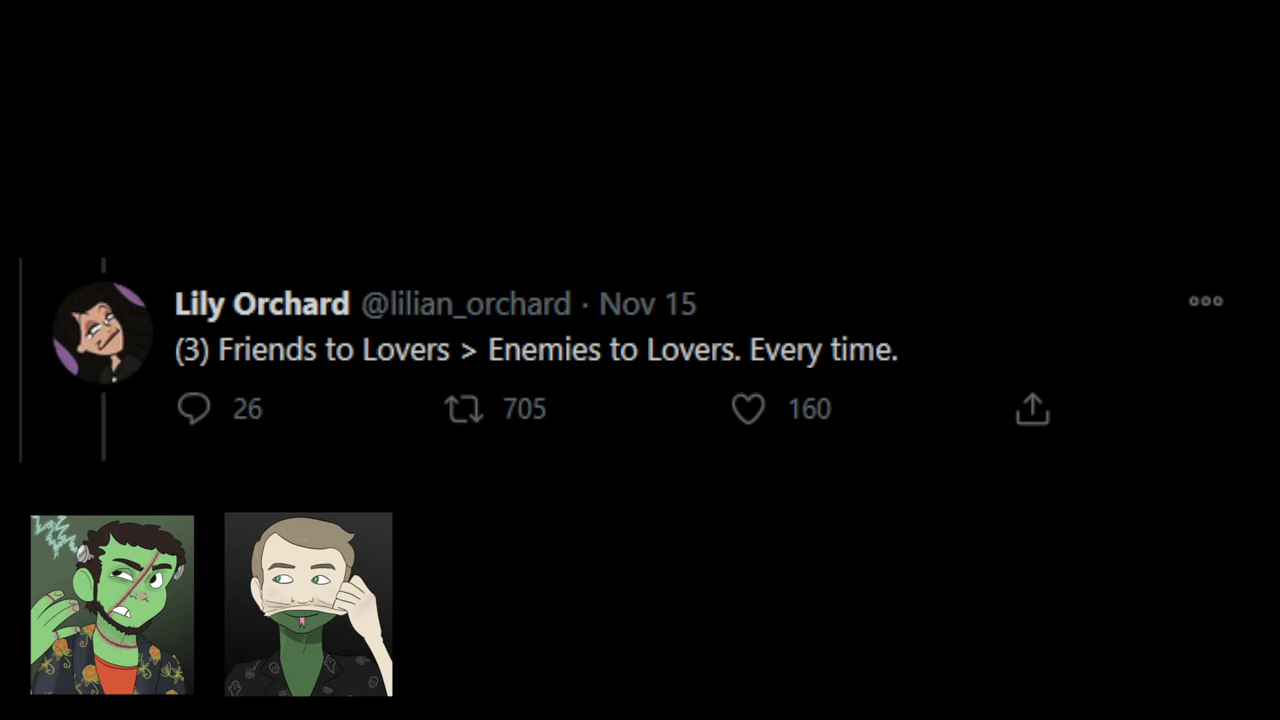 Lily Orchard @lilian_orchard · Nov 15
(3) Friends to Lovers > Enemies to Lovers. Every time.
26 705 160